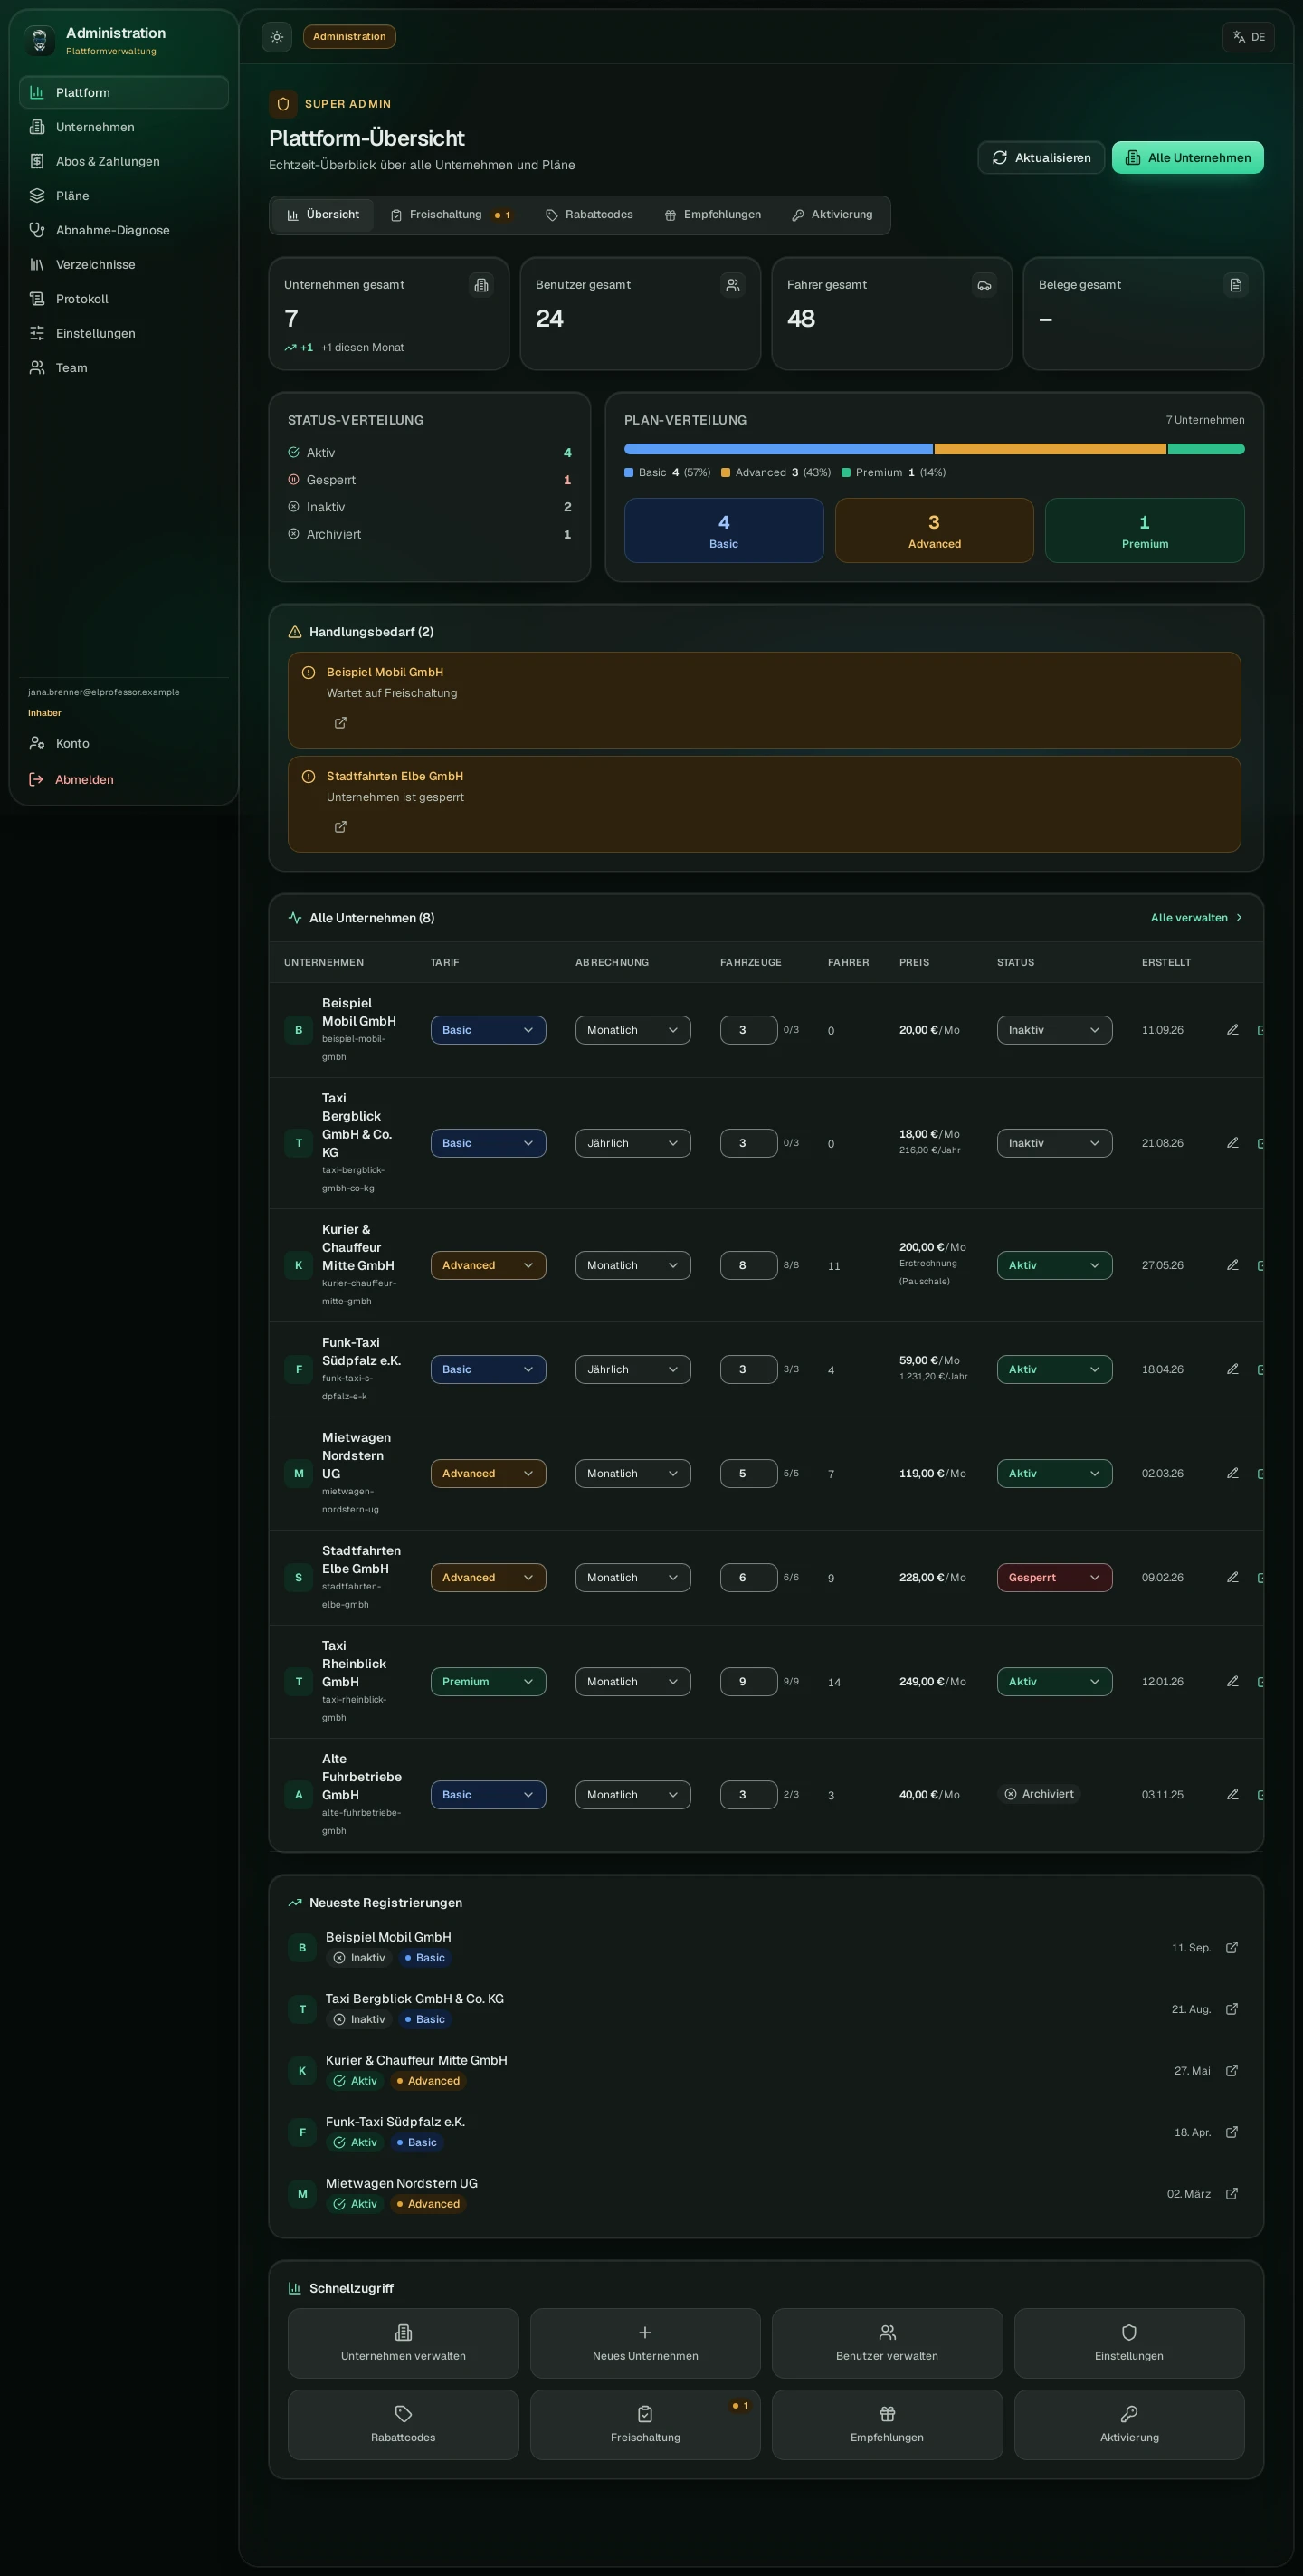 Administration
Plattformverwaltung
Plattform
Unternehmen
Abos & Zahlungen
Pläne
Abnahme-Diagnose
Verzeichnisse
Protokoll
Einstellungen
Team
jana.brenner@elprofessor.example
Inhaber
Konto
Abmelden
Administration
DE
SUPER ADMIN
Plattform-Übersicht
Echtzeit-Überblick über alle Unternehmen und Pläne
Aktualisieren
Alle Unternehmen
Übersicht
Freischaltung 1
Rabattcodes
Empfehlungen
Aktivierung
Unternehmen gesamt
7
+1 +1 diesen Monat
Benutzer gesamt
24
Fahrer gesamt
48
Belege gesamt
–
STATUS-VERTEILUNG
Aktiv 4
Gesperrt 1
Inaktiv 2
Archiviert 1
PLAN-VERTEILUNG 7 Unternehmen
Basic 4 (57%) Advanced 3 (43%) Premium 1 (14%)
4
Basic
3
Advanced
1
Premium
Handlungsbedarf (2)
Beispiel Mobil GmbH
Wartet auf Freischaltung
Stadtfahrten Elbe GmbH
Unternehmen ist gesperrt
Alle Unternehmen (8) Alle verwalten
UNTERNEHMEN TARIF ABRECHNUNG FAHRZEUGE FAHRER PREIS STATUS ERSTELLT
B
Beispiel
Mobil GmbH
beispiel-mobil-
gmbh
Basic Monatlich 3 0/3 0 20,00 €/Mo Inaktiv 11.09.26
T
Taxi
Bergblick
GmbH & Co.
KG
taxi-bergblick-
gmbh-co-kg
Basic Jährlich 3 0/3 0 18,00 €/Mo
216,00 €/Jahr
Inaktiv 21.08.26
K
Kurier &
Chauffeur
Mitte GmbH
kurier-chauffeur-
mitte-gmbh
Advanced Monatlich 8 8/8 11 200,00 €/Mo
Erstrechnung
(Pauschale)
Aktiv 27.05.26
F
Funk-Taxi
Südpfalz e.K.
funk-taxi-s-
dpfalz-e-k
Basic Jährlich 3 3/3 4 59,00 €/Mo
1.231,20 €/Jahr
Aktiv 18.04.26
M
Mietwagen
Nordstern
UG
mietwagen-
nordstern-ug
Advanced Monatlich 5 5/5 7 119,00 €/Mo Aktiv 02.03.26
S
Stadtfahrten
Elbe GmbH
stadtfahrten-
elbe-gmbh
Advanced Monatlich 6 6/6 9 228,00 €/Mo Gesperrt 09.02.26
T
Taxi
Rheinblick
GmbH
taxi-rheinblick-
gmbh
Premium Monatlich 9 9/9 14 249,00 €/Mo Aktiv 12.01.26
A
Alte
Fuhrbetriebe
GmbH
alte-fuhrbetriebe-
gmbh
Basic Monatlich 3 2/3 3 40,00 €/Mo Archiviert 03.11.25
Neueste Registrierungen
B
Beispiel Mobil GmbH
Inaktiv Basic
11. Sep.
T
Taxi Bergblick GmbH & Co. KG
Inaktiv Basic
21. Aug.
K
Kurier & Chauffeur Mitte GmbH
Aktiv Advanced
27. Mai
F
Funk-Taxi Südpfalz e.K.
Aktiv Basic
18. Apr.
M
Mietwagen Nordstern UG
Aktiv Advanced
02. März
Schnellzugriff
Unternehmen verwalten
Neues Unternehmen
Benutzer verwalten
Einstellungen
Rabattcodes
1
Freischaltung
Empfehlungen
Aktivierung